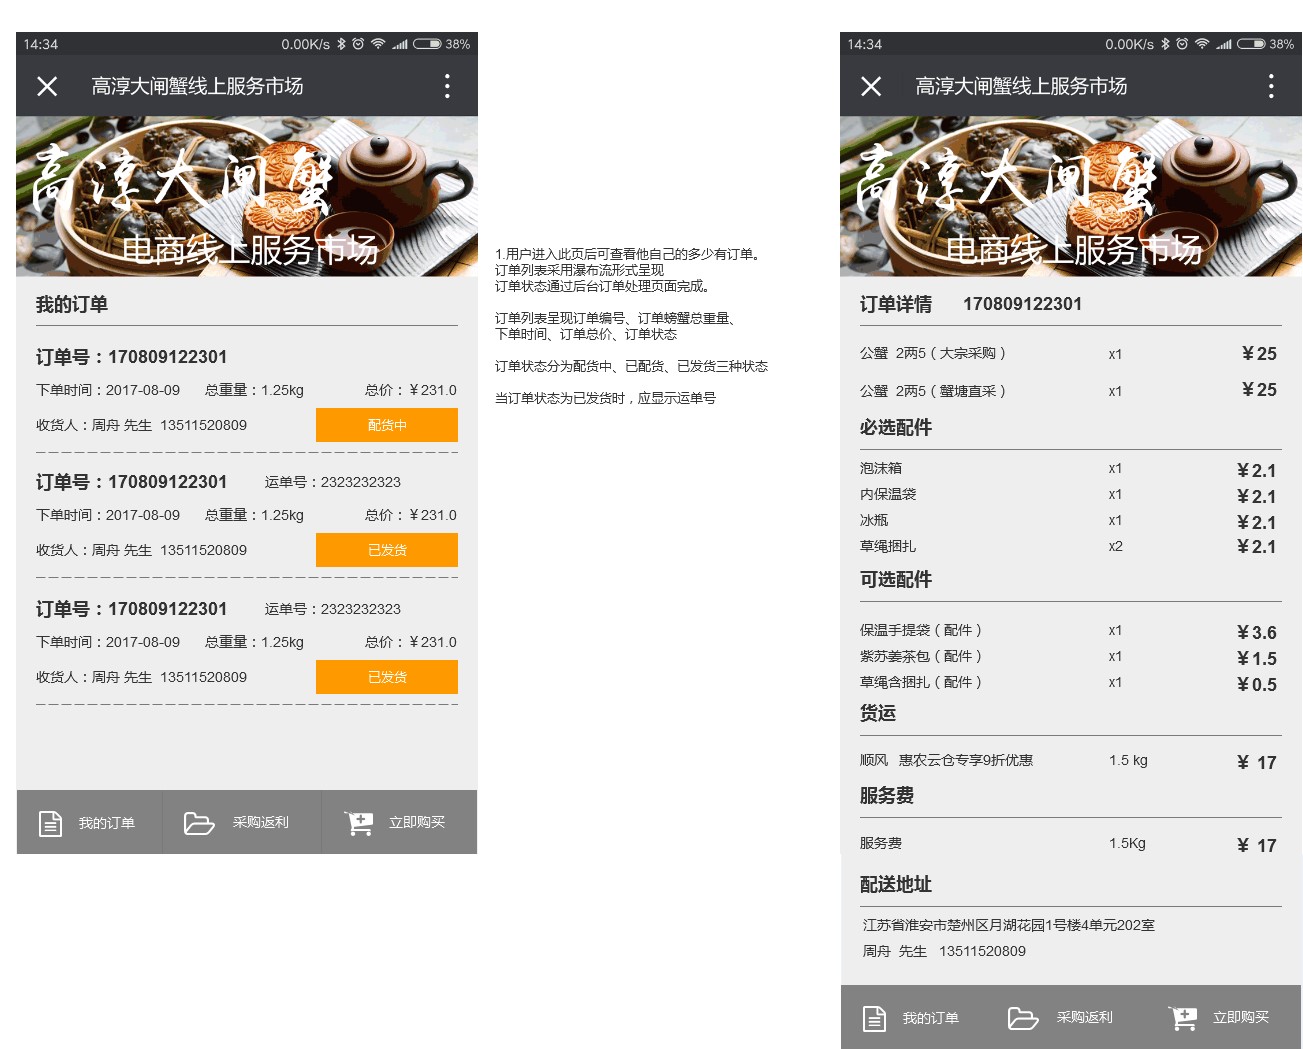 14:34
0.00K/s 38%
高淳大闸蟹线上服务市场
高淳大闸蟹
电商线上服务市场
我的订单
订单号：170809122301
下单时间：2017-08-09 总重量：1.25kg 总价：￥231.0
收货人：周舟 先生 13511520809 配货中
订单号：170809122301 运单号：2323232323
下单时间：2017-08-09 总重量：1.25kg 总价：￥231.0
收货人：周舟 先生 13511520809 已发货
订单号：170809122301 运单号：2323232323
下单时间：2017-08-09 总重量：1.25kg 总价：￥231.0
收货人：周舟 先生 13511520809 已发货
我的订单 采购返利 立即购买
1.用户进入此页后可查看他自己的多少有订单。
订单列表采用瀑布流形式呈现
订单状态通过后台订单处理页面完成。
订单列表呈现订单编号、订单螃蟹总重量、
下单时间、订单总价、订单状态
订单状态分为配货中、已配货、已发货三种状态
当订单状态为已发货时，应显示运单号
14:34
0.00K/s 38%
高淳大闸蟹线上服务市场
高淳大闸蟹
电商线上服务市场
订单详情 170809122301
公蟹 2两5（大宗采购） x1 ￥25
公蟹 2两5（蟹塘直采） x1 ￥25
必选配件
泡沫箱 x1 ￥2.1
内保温袋 x1 ￥2.1
冰瓶 x1 ￥2.1
草绳捆扎 x2 ￥2.1
可选配件
保温手提袋（配件） x1 ￥3.6
紫苏姜茶包（配件） x1 ￥1.5
草绳含捆扎（配件） x1 ￥0.5
货运
顺风 惠农云仓专享9折优惠 1.5 kg ￥ 17
服务费
服务费 1.5Kg ￥ 17
配送地址
江苏省淮安市楚州区月湖花园1号楼4单元202室
周舟 先生 13511520809
我的订单 采购返利 立即购买